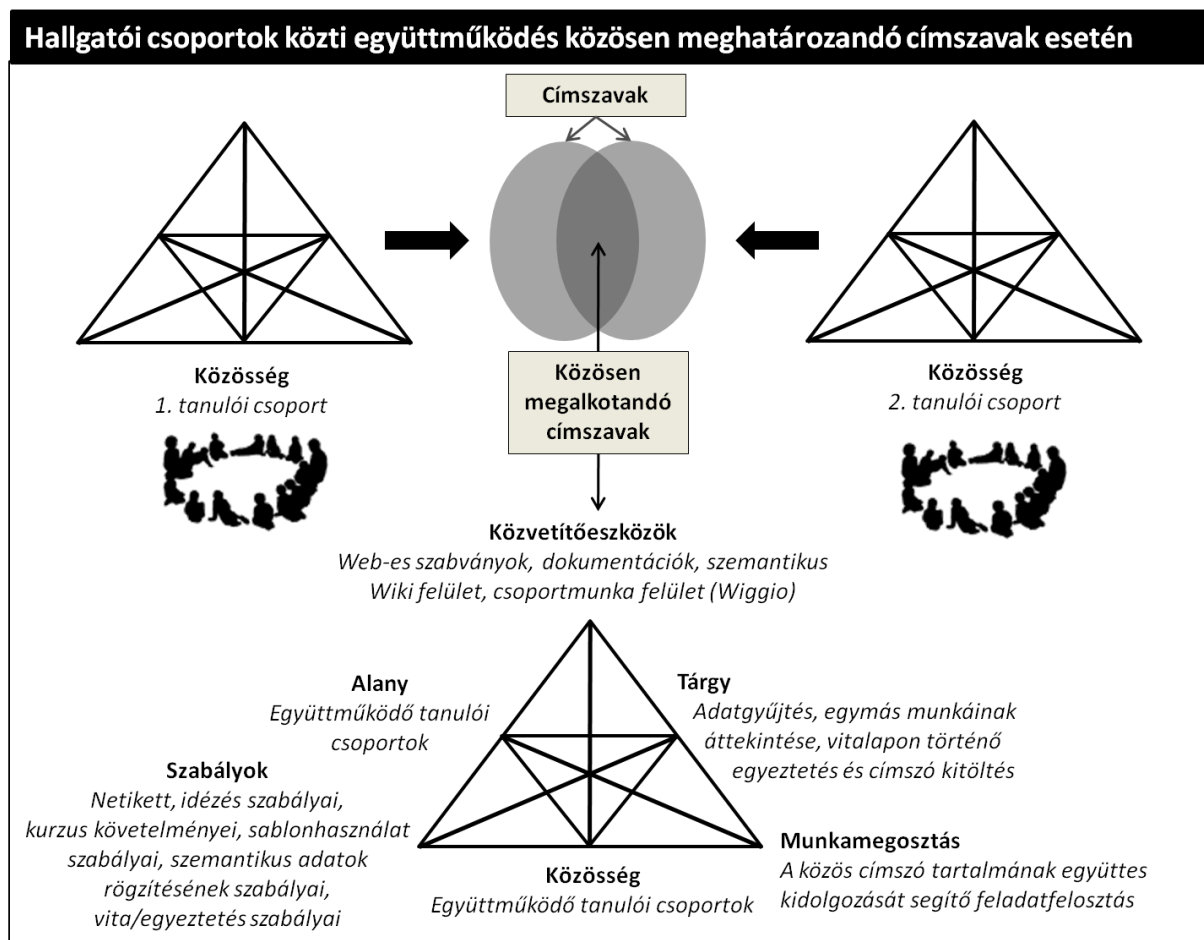 Hallgatói csoportok közti együttműködés közösen meghatározandó címszavak esetén
Címszavak
Közösség
1. tanulói csoport
Közösen
megalkotandó
címszavak
Közösség
2. tanulói csoport
Közvetítőeszközök
Web-es szabványok, dokumentációk, szemantikus
Wiki felület, csoportmunka felület (Wiggio)
Alany
Együttműködő tanulói
csoportok
Tárgy
Adatgyűjtés, egymás munkáinak
áttekintése, vitalapon történő
egyeztetés és címszó kitöltés
Szabályok
Netikett, idézés szabályai,
kurzus követelményei, sablonhasználat
szabályai, szemantikus adatok
rögzítésének szabályai,
vita/egyeztetés szabályai
Közösség
Együttműködő tanulói csoportok
Munkamegosztás
A közös címszó tartalmának együttes
kidolgozását segítő feladatfelosztás